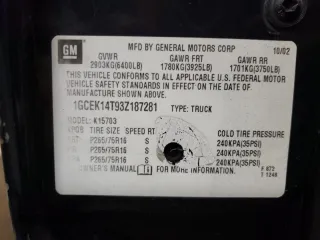 GM
MFD BY GENERAL MOTORS CORP 10/02
GVWR GAWR FRT GAWR RR
2903KG(6400LB) 1780KG(3925LB) 1701KG(3750LB)
THIS VEHICLE CONFORMS TO ALL APPLICABLE U.S. FEDERAL
MOTOR VEHICLE SAFETY STANDARDS IN EFFECT ON THE DATE OF
MANUFACTURE SHOWN ABOVE.
1GCEK14T93Z187281 TYPE: TRUCK
MODEL: K15703
TIRE SIZE SPEED RT COLD TIRE PRESSURE
P265/75R16 S 240KPA(35PSI)
P265/75R16 S 240KPA(35PSI)
P265/75R16 S 240KPA(35PSI)
OWNER'S MANUAL FOR MORE INFORMATION